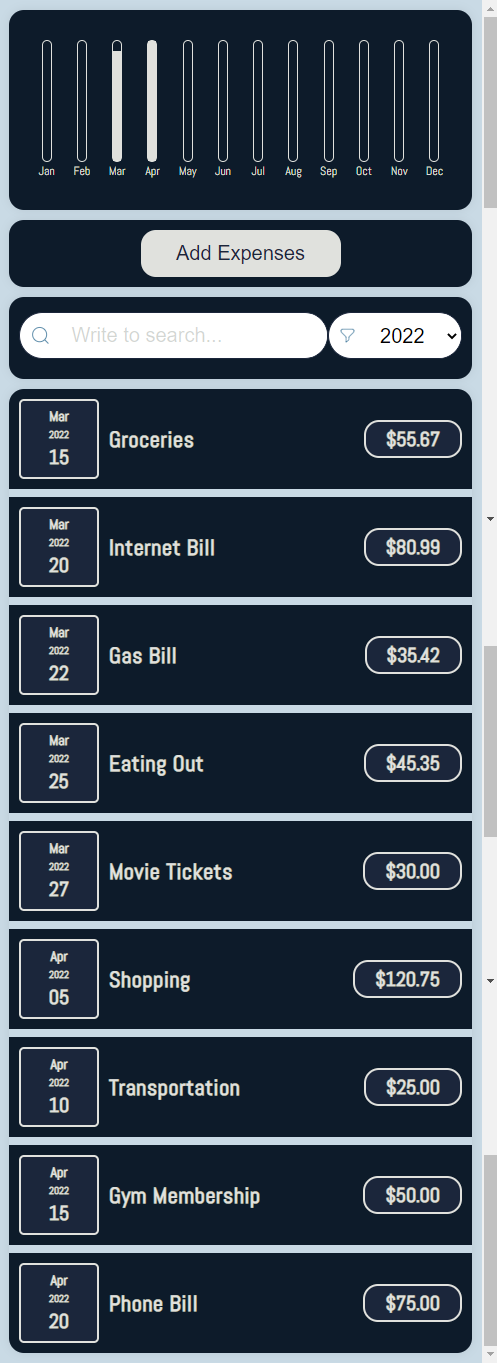 Jan Feb Mar Apr May Jun Jul Aug Sep Oct Nov Dec
Add Expenses
Write to search... 2022
Mar
2022
15
Groceries
$55.67
Mar
2022
20
Internet Bill
$80.99
Mar
2022
22
Gas Bill
$35.42
Mar
2022
25
Eating Out
$45.35
Mar
2022
27
Movie Tickets
$30.00
Apr
2022
05
Shopping
$120.75
Apr
2022
10
Transportation
$25.00
Apr
2022
15
Gym Membership
$50.00
Apr
2022
20
Phone Bill
$75.00